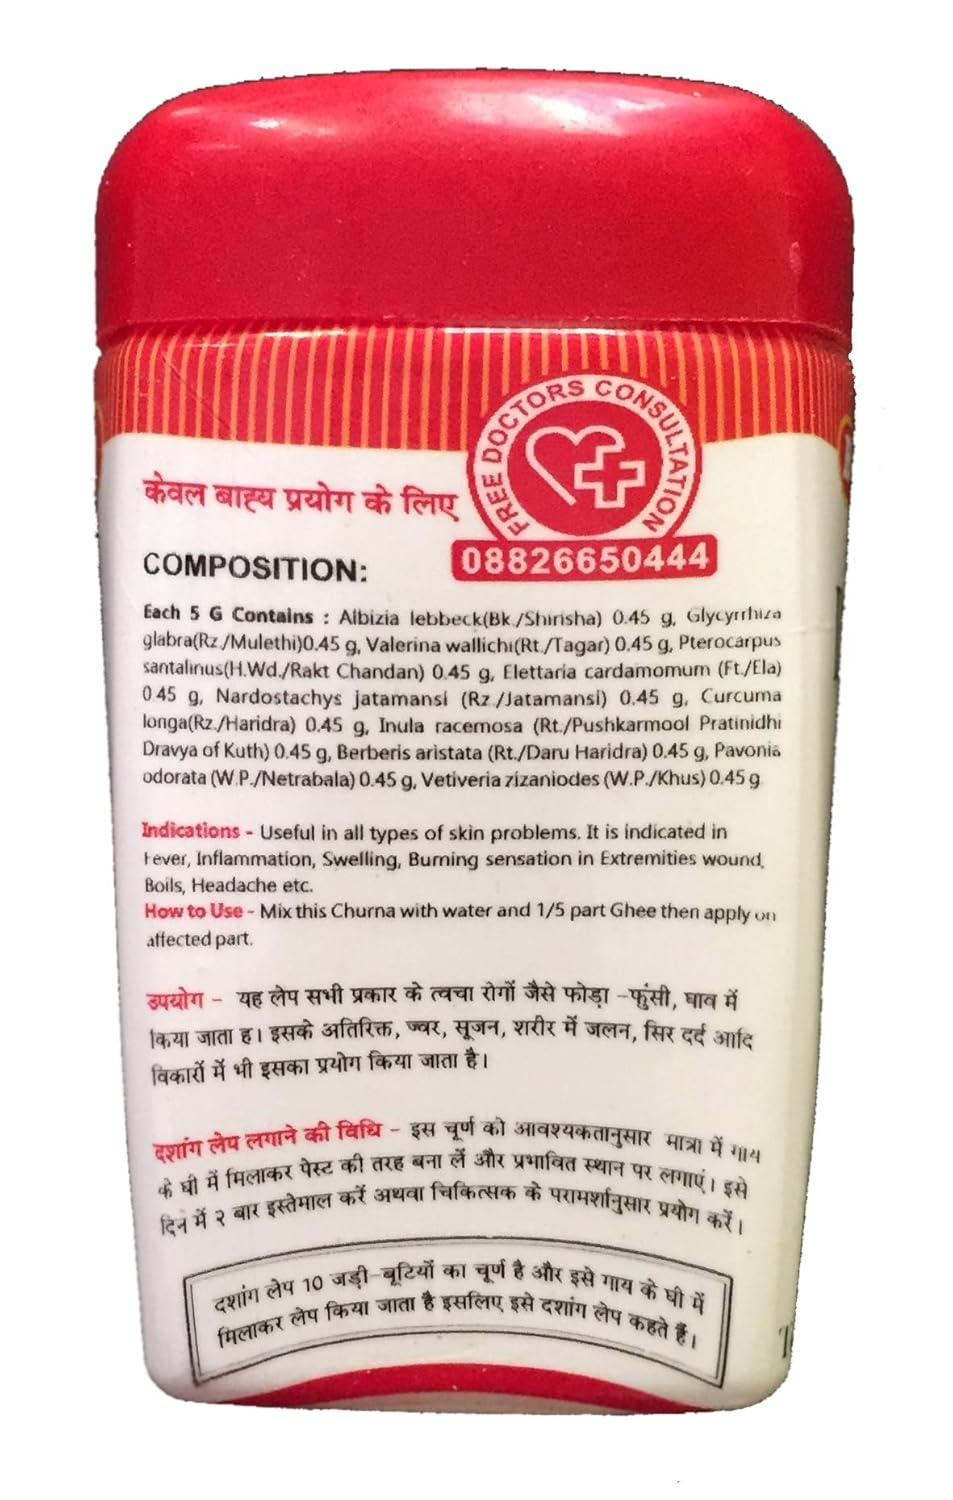 FREE DOCTORS CONSULTATION
08826650444
केवल बाह्य प्रयोग के लिए
COMPOSITION:
Each 5 G Contains : Albizia lebbeck(Bk./Shirisha) 0.45 g, Glycyrrhiza
glabra(Rz./Mulethi)0.45 g, Valerina wallichi(Rt./Tagar) 0.45 g, Pterocarpus
santalinus(H.Wd./Rakt Chandan) 0.45 g, Elettaria cardamomum (Ft./Ela)
0.45 g, Nardostachys jatamansi (Rz./Jatamansi) 0.45 g, Curcuma
longa(Rz./Haridra) 0.45 g, Inula racemosa (Rt./Pushkarmool Pratinidhi
Dravya of Kuth) 0.45 g, Berberis aristata (Rt./Daru Haridra) 0.45 g, Pavonia
odorata (W.P./Netrabala) 0.45 g, Vetiveria zizaniodes (W.P./Khus) 0.45 g
Indications - Useful in all types of skin problems. It is indicated in
Fever, Inflammation, Swelling, Burning sensation in Extremities wound,
Boils, Headache etc.
How to Use - Mix this Churna with water and 1/5 part Ghee then apply on
affected part.
उपयोग - यह लेप सभी प्रकार के त्वचा रोगों जैसे फोड़ा -फुंसी, घाव में
किया जाता ह। इसके अतिरिक्त, ज्वर, सूजन, शरीर में जलन, सिर दर्द आदि
विकारों में भी इसका प्रयोग किया जाता है।
दशांग लेप लगाने की विधि - इस चूर्ण को आवश्यकतानुसार मात्रा में गाय
के घी में मिलाकर पेस्ट की तरह बना लें और प्रभावित स्थान पर लगाएं। इसे
दिन में २ बार इस्तेमाल करें अथवा चिकित्सक के परामर्शानुसार प्रयोग करें।
दशांग लेप 10 जड़ी-बूटियों का चूर्ण है और इसे गाय के घी में
मिलाकर लेप किया जाता है इसलिए इसे दशांग लेप कहते हैं।